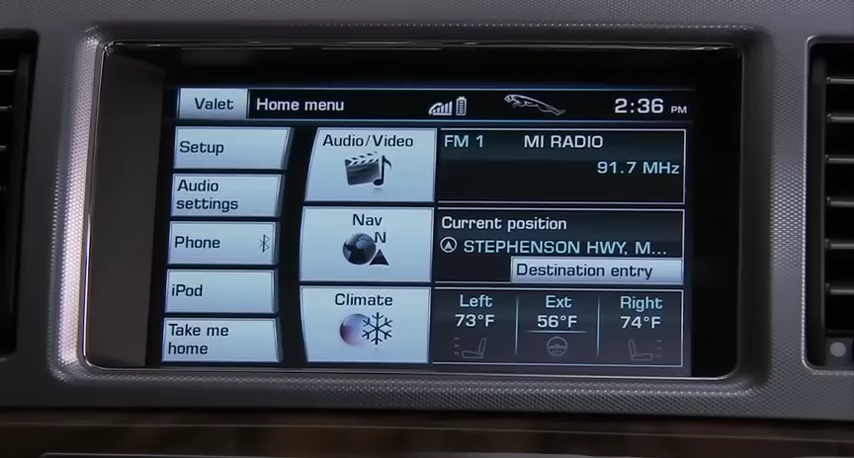 Valet
Home menu
2:36 PM
Setup
Audio settings
Phone
iPod
Take me home
Audio/Video
Nav
N
Climate
FM 1 MI RADIO
91.7 MHz
Current position
STEPHENSON HWY, M...
Destination entry
Left Ext Right
73°F 56°F 74°F